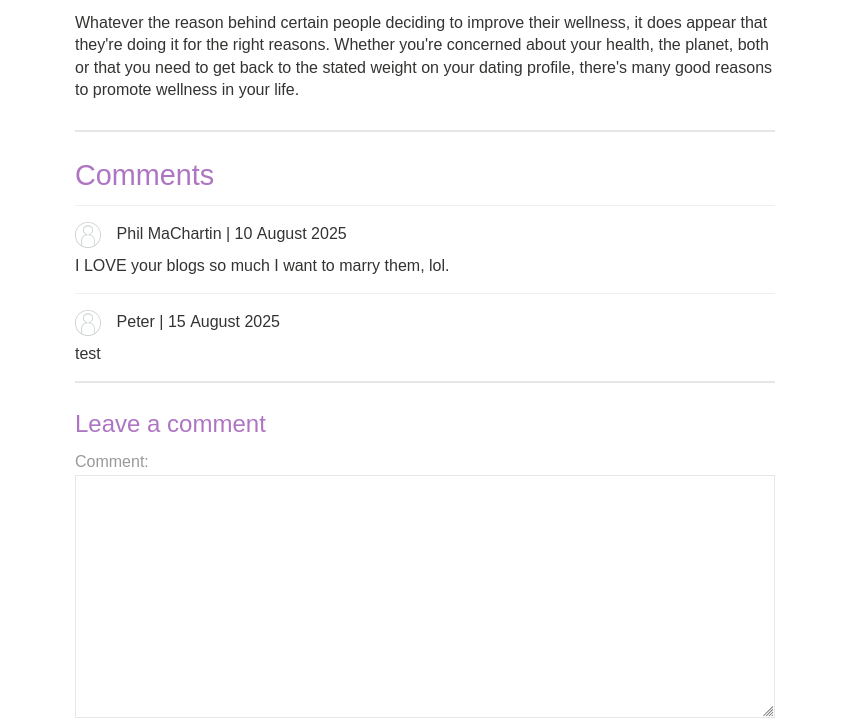 Whatever the reason behind certain people deciding to improve their wellness, it does appear that
they're doing it for the right reasons. Whether you're concerned about your health, the planet, both
or that you need to get back to the stated weight on your dating profile, there's many good reasons
to promote wellness in your life.
Comments
Phil MaChartin | 10 August 2025
I LOVE your blogs so much I want to marry them, lol.
Peter | 15 August 2025
test
Leave a comment
Comment: